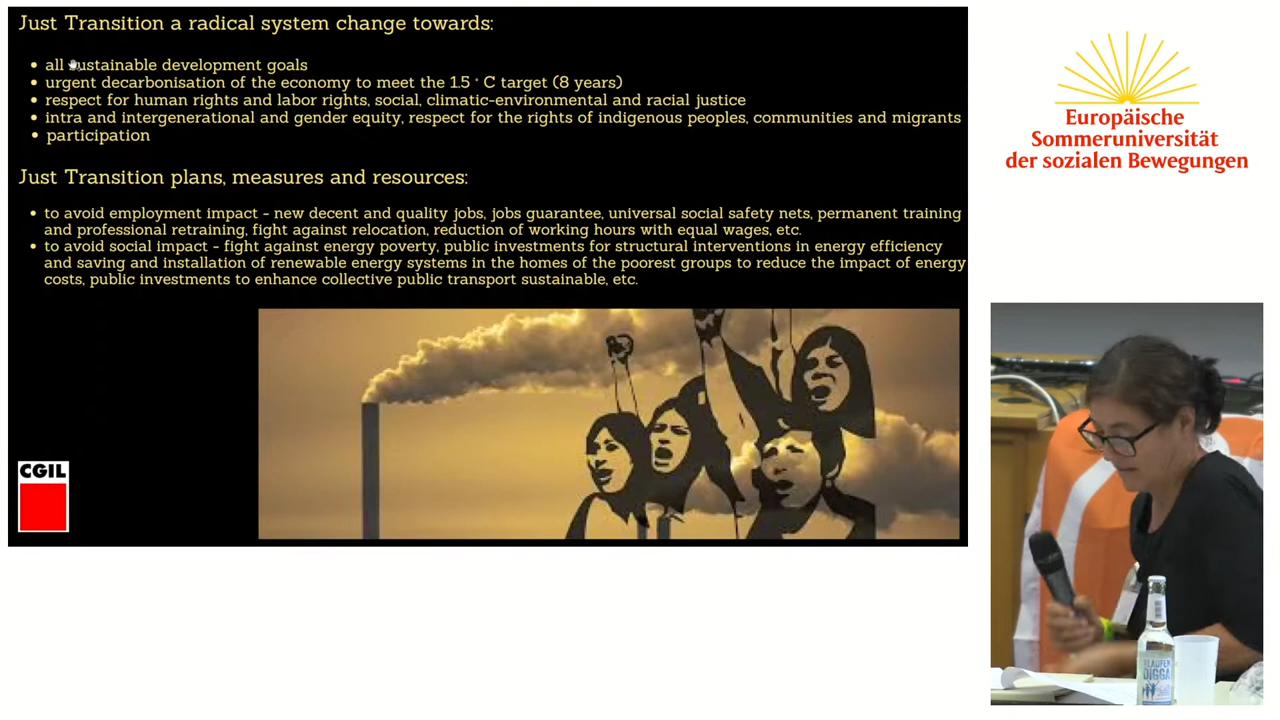 Just Transition a radical system change towards:
• all sustainable development goals
• urgent decarbonisation of the economy to meet the 1.5 ° C target (8 years)
• respect for human rights and labor rights, social, climatic-environmental and racial justice
• intra and intergenerational and gender equity, respect for the rights of indigenous peoples, communities and migrants
• participation
Just Transition plans, measures and resources:
• to avoid employment impact - new decent and quality jobs, jobs guarantee, universal social safety nets, permanent training
and professional retraining, fight against relocation, reduction of working hours with equal wages, etc.
• to avoid social impact - fight against energy poverty, public investments for structural interventions in energy efficiency
and saving and installation of renewable energy systems in the homes of the poorest groups to reduce the impact of energy
costs, public investments to enhance collective public transport sustainable, etc.
CGIL
Europäische
Sommeruniversität
der sozialen Bewegungen
DIGGA